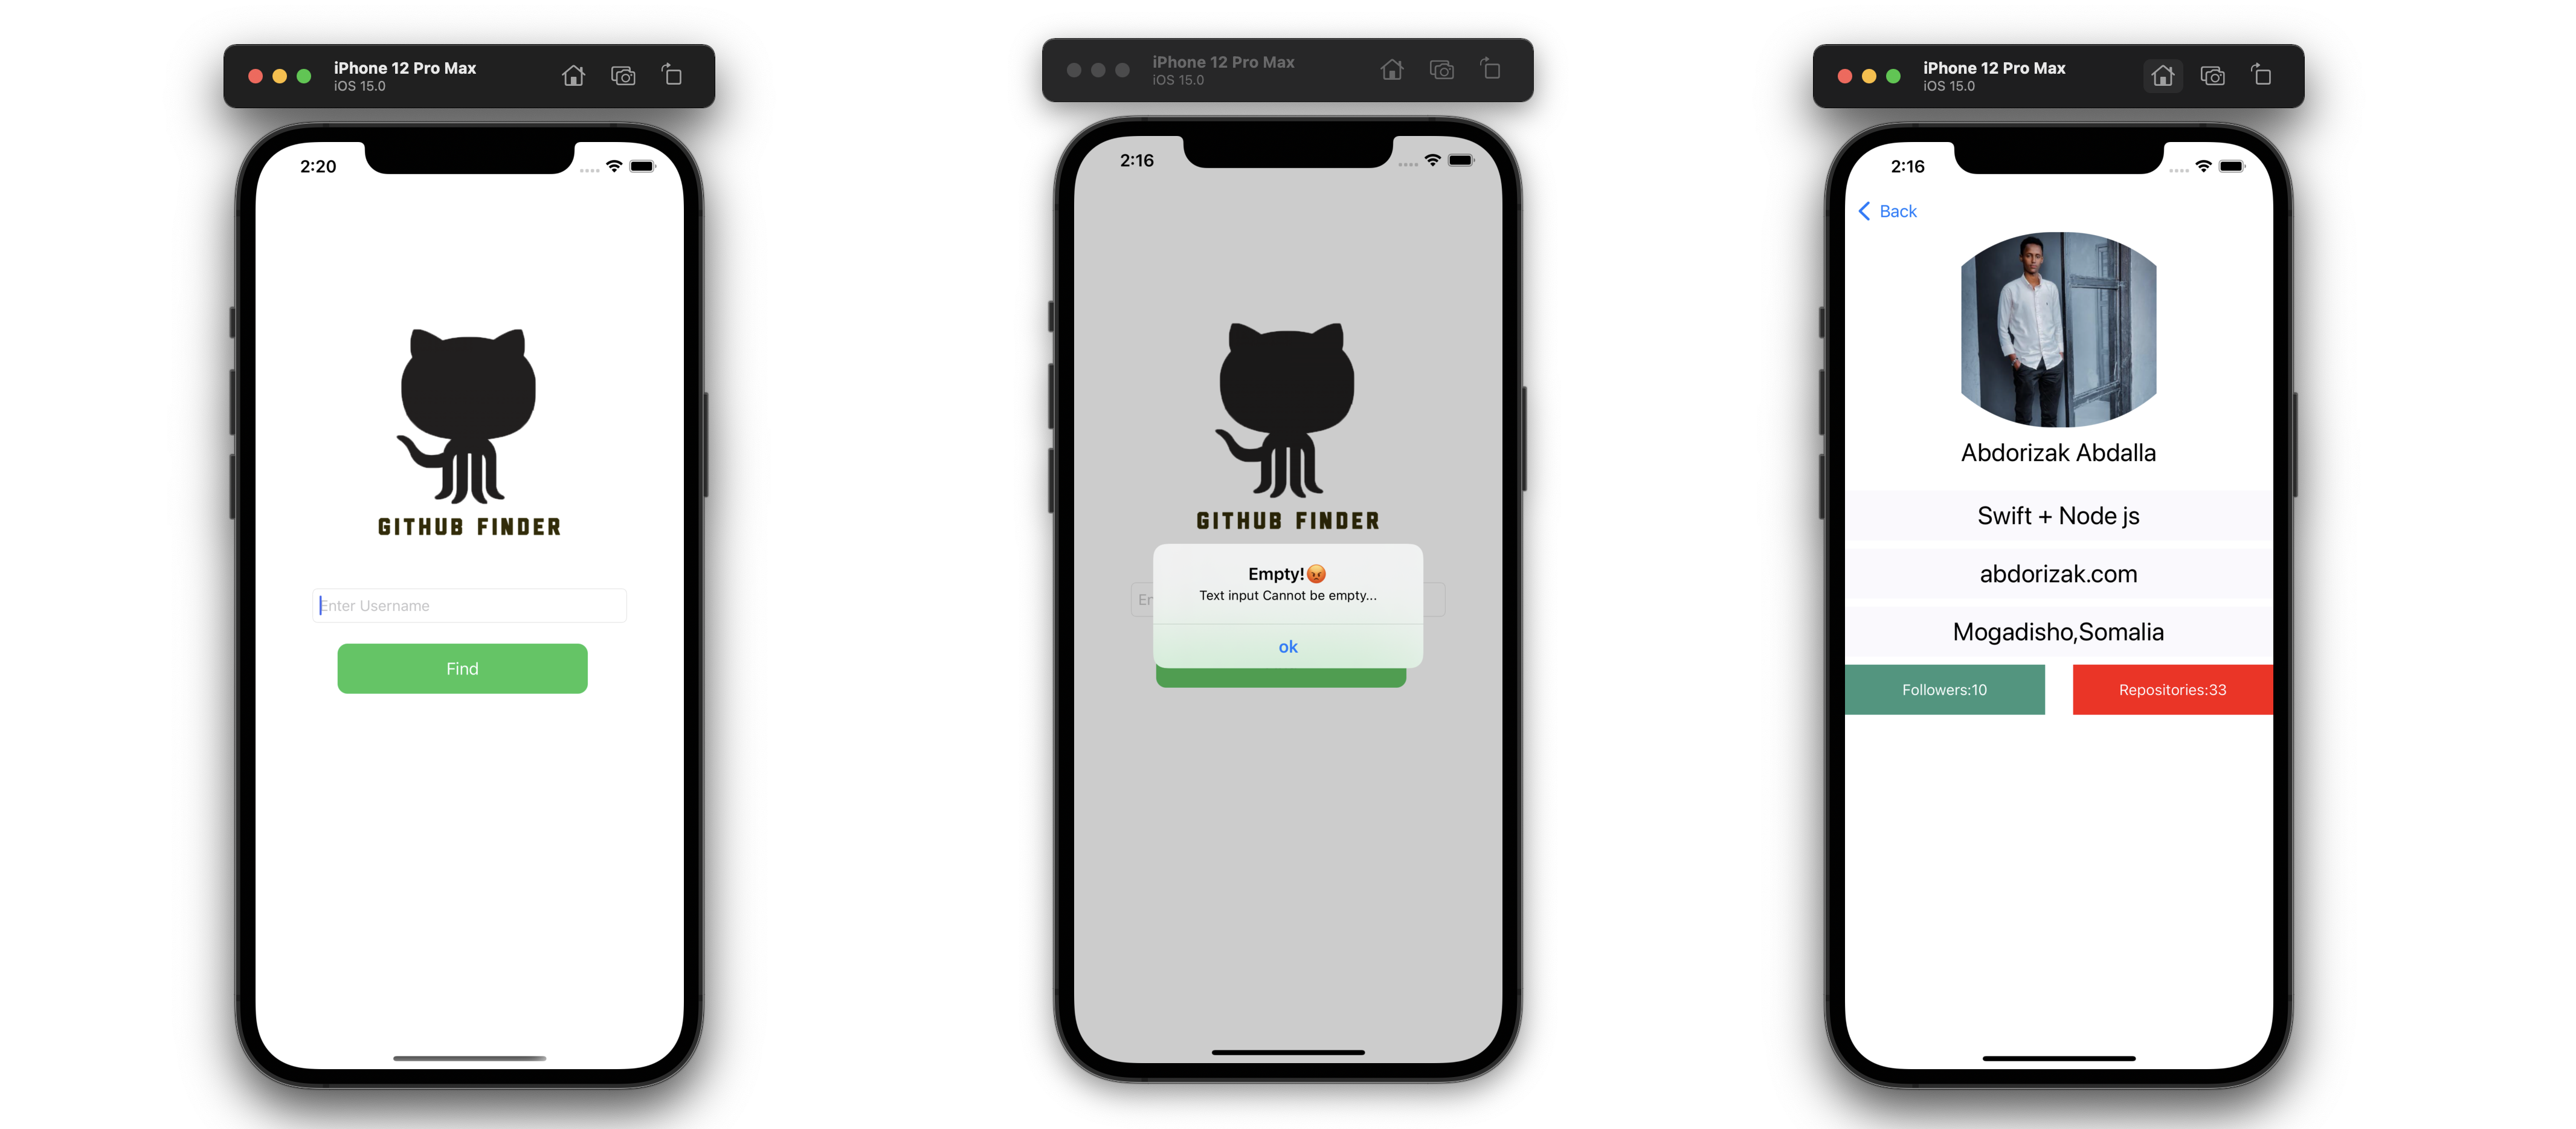 iPhone 12 Pro Max
iOS 15.0
2:20
GITHUB FINDER
Enter Username
Find
iPhone 12 Pro Max
iOS 15.0
2:16
GITHUB FINDER
En
Empty!😡
Text input Cannot be empty...
ok
iPhone 12 Pro Max
iOS 15.0
2:16
Back
Abdorizak Abdalla
Swift + Node js
abdorizak.com
Mogadisho,Somalia
Followers:10
Repositories:33